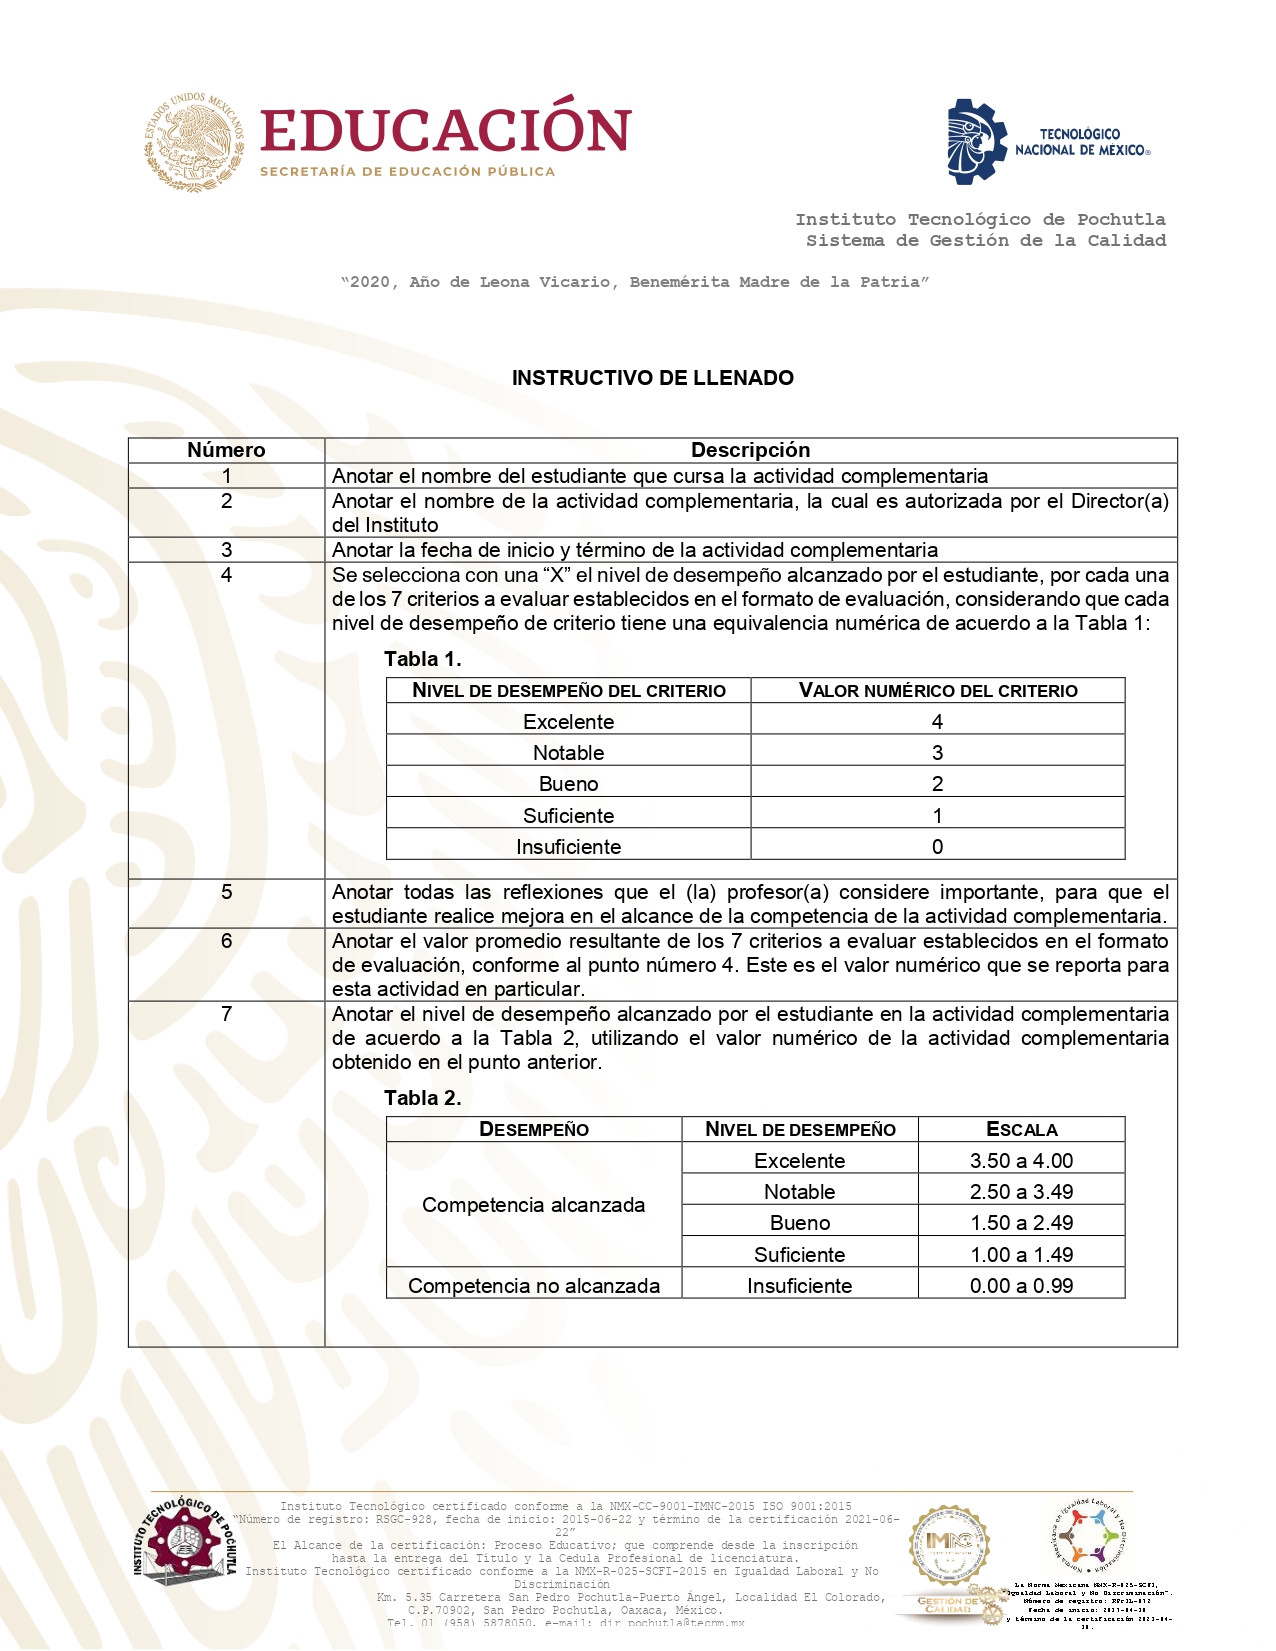 ESTADOS UNIDOS MEXICANOS
EDUCACIÓN
SECRETARÍA DE EDUCACIÓN PÚBLICA
TECNOLÓGICO
NACIONAL DE MÉXICO®
Instituto Tecnológico de Pochutla
Sistema de Gestión de la Calidad
“2020, Año de Leona Vicario, Benemérita Madre de la Patria”
INSTRUCTIVO DE LLENADO
Número Descripción
1 Anotar el nombre del estudiante que cursa la actividad complementaria
2 Anotar el nombre de la actividad complementaria, la cual es autorizada por el Director(a)
del Instituto
3 Anotar la fecha de inicio y término de la actividad complementaria
4 Se selecciona con una “X” el nivel de desempeño alcanzado por el estudiante, por cada una
de los 7 criterios a evaluar establecidos en el formato de evaluación, considerando que cada
nivel de desempeño de criterio tiene una equivalencia numérica de acuerdo a la Tabla 1:
Tabla 1.
NIVEL DE DESEMPEÑO DEL CRITERIO VALOR NUMÉRICO DEL CRITERIO
Excelente 4
Notable 3
Bueno 2
Suficiente 1
Insuficiente 0
5 Anotar todas las reflexiones que el (la) profesor(a) considere importante, para que el
estudiante realice mejora en el alcance de la competencia de la actividad complementaria.
6 Anotar el valor promedio resultante de los 7 criterios a evaluar establecidos en el formato
de evaluación, conforme al punto número 4. Este es el valor numérico que se reporta para
esta actividad en particular.
7 Anotar el nivel de desempeño alcanzado por el estudiante en la actividad complementaria
de acuerdo a la Tabla 2, utilizando el valor numérico de la actividad complementaria
obtenido en el punto anterior.
Tabla 2.
DESEMPEÑO NIVEL DE DESEMPEÑO ESCALA
Competencia alcanzada Excelente 3.50 a 4.00
Notable 2.50 a 3.49
Bueno 1.50 a 2.49
Suficiente 1.00 a 1.49
Competencia no alcanzada Insuficiente 0.00 a 0.99
INSTITUTO TECNOLÓGICO DE POCHUTLA
Instituto Tecnológico certificado conforme a la NMX-CC-9001-IMNC-2015 ISO 9001:2015
“Número de registro: RSGC-928, fecha de inicio: 2015-06-22 y término de la certificación 2021-06-
22”
El Alcance de la certificación: Proceso Educativo; que comprende desde la inscripción
hasta la entrega del Título y la Cedula Profesional de licenciatura.
Instituto Tecnológico certificado conforme a la NMX-R-025-SCFI-2015 en Igualdad Laboral y No
Discriminación
Km. 5.35 Carretera San Pedro Pochutla-Puerto Ángel, Localidad El Colorado,
C.P.70902, San Pedro Pochutla, Oaxaca, México.
Tel. 01 (958) 5878050, e-mail: dir_pochutla@tecnm.mx
IMNC
GESTIÓN DE
CALIDAD
Norma Mexicana en Igualdad Laboral y No Discriminación
La Norma Mexicana NMX-R-025-SCFI,
“Igualdad Laboral y No Discriminación”.